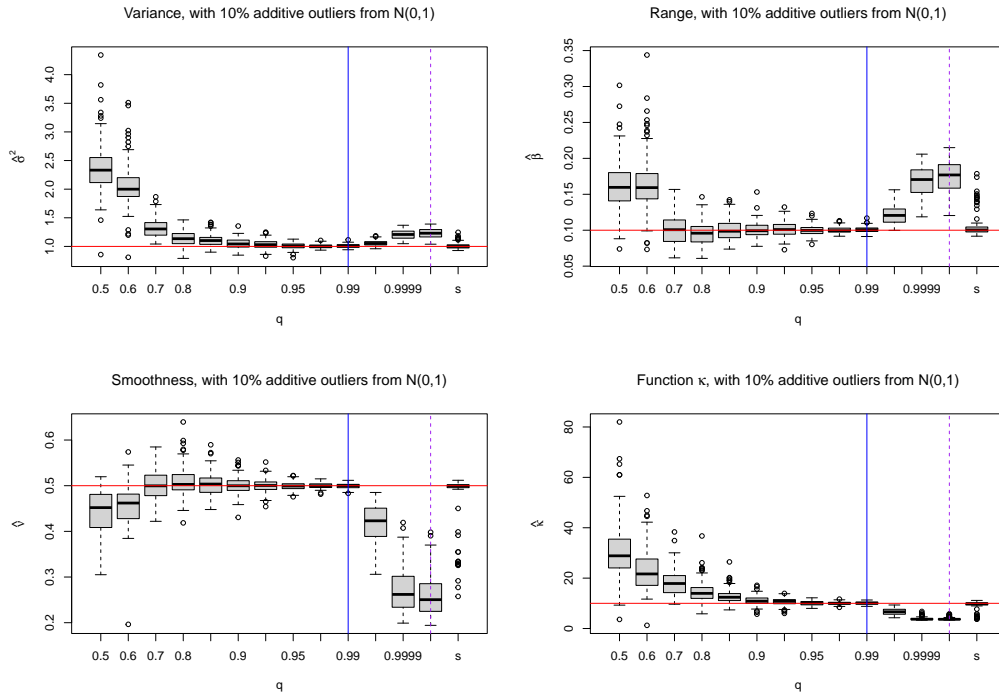 Variance, with 10% additive outliers from N(0,1)
σ̂²
4.0
3.5
3.0
2.5
2.0
1.5
1.0
0.5 0.6 0.7 0.8 0.9 0.95 0.99 0.9999 s
q
Range, with 10% additive outliers from N(0,1)
β̂
0.35
0.30
0.25
0.20
0.15
0.10
0.05
0.5 0.6 0.7 0.8 0.9 0.95 0.99 0.9999 s
q
Smoothness, with 10% additive outliers from N(0,1)
ν̂
0.6
0.5
0.4
0.3
0.2
0.5 0.6 0.7 0.8 0.9 0.95 0.99 0.9999 s
q
Function κ, with 10% additive outliers from N(0,1)
κ̂
80
60
40
20
0
0.5 0.6 0.7 0.8 0.9 0.95 0.99 0.9999 s
q